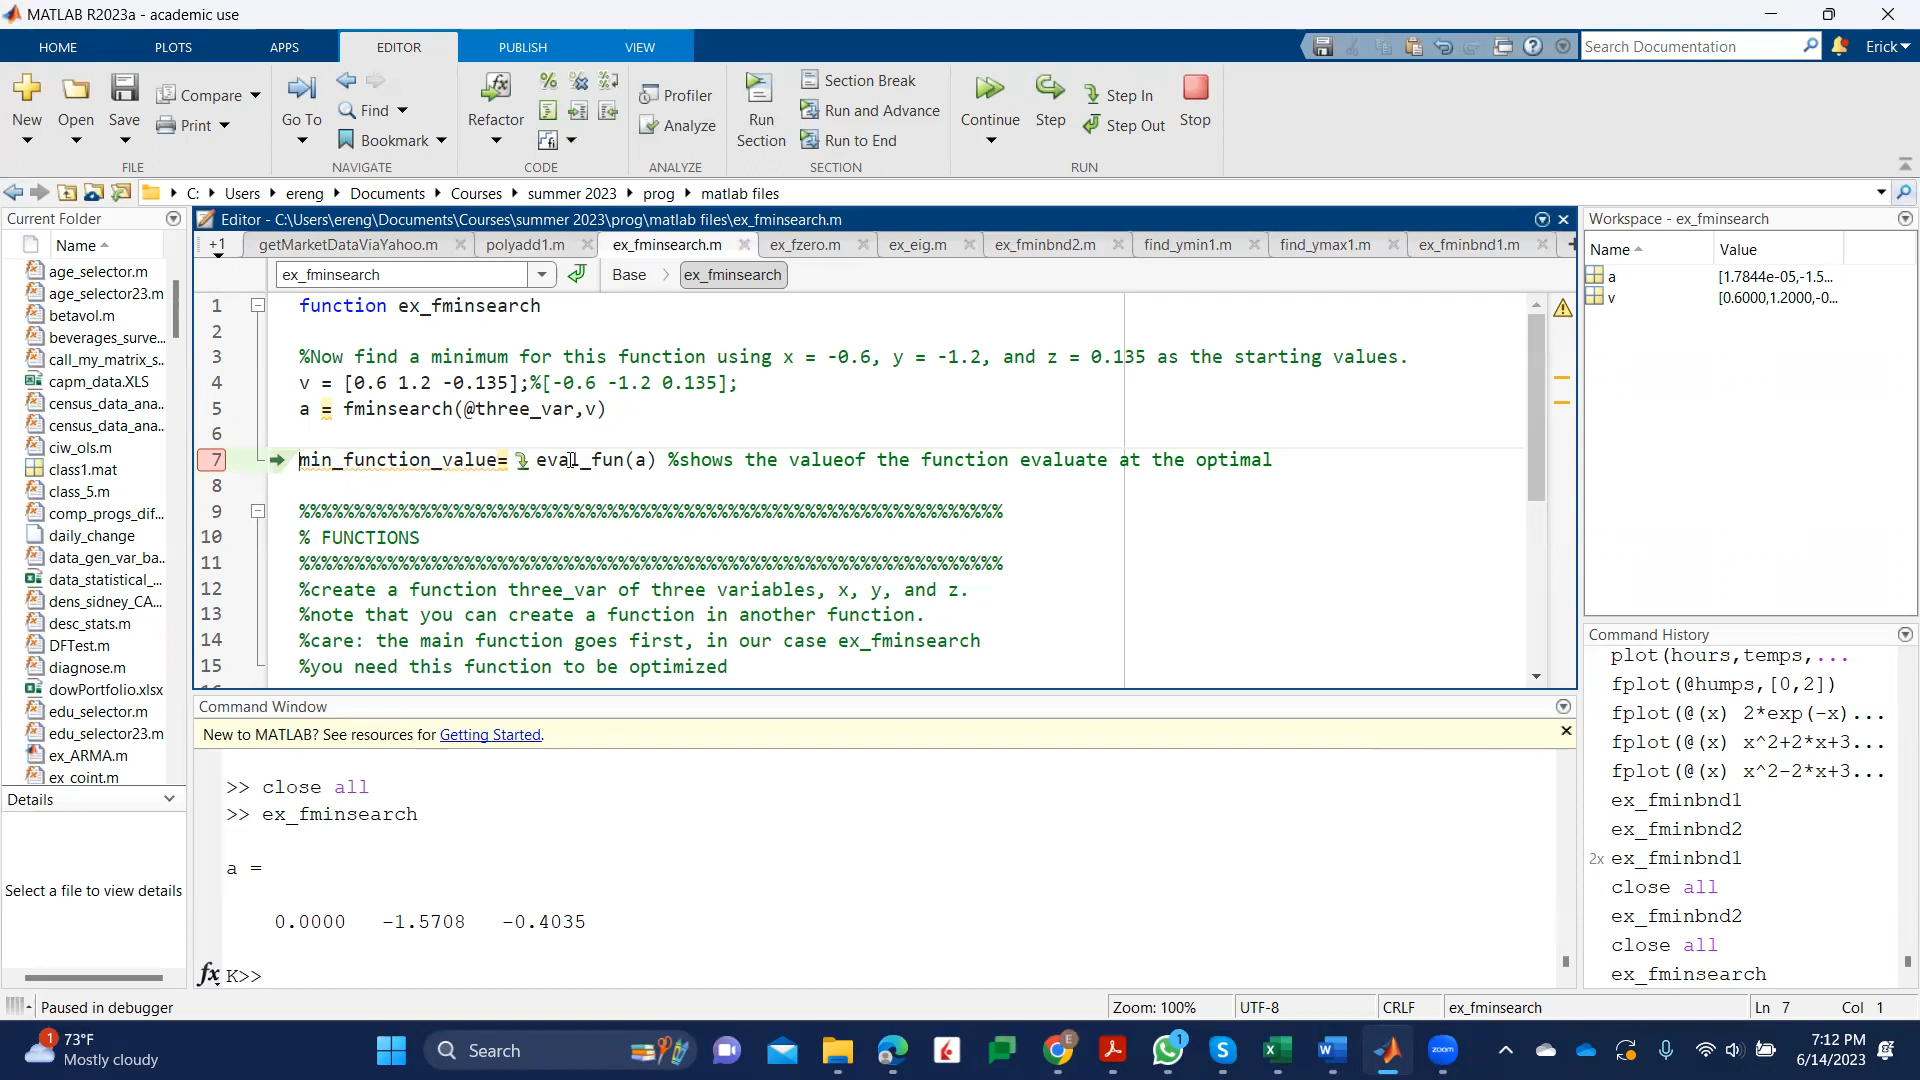 MATLAB R2023a - academic use
HOME PLOTS APPS EDITOR PUBLISH VIEW
Search Documentation
Erick
New
Open
Save
Compare
Print
FILE
Go To
Find
Bookmark
NAVIGATE
Refactor
CODE
Profiler
Analyze
ANALYZE
Run
Section
Section Break
Run and Advance
Run to End
SECTION
Continue
Step
Step In
Step Out
Stop
RUN
C: Users ereng Documents Courses summer 2023 prog matlab files
Current Folder
Name
age_selector.m
age_selector23.m
betavol.m
beverages_surve...
call_my_matrix_s...
capm_data.XLS
census_data_ana...
census_data_ana...
ciw_ols.m
class1.mat
class_5.m
comp_progs_dif...
daily_change
data_gen_var_ba...
data_statistical_...
dens_sidney_CA...
desc_stats.m
DFTest.m
diagnose.m
dowPortfolio.xlsx
edu_selector.m
edu_selector23.m
ex_ARMA.m
ex_coint.m
Details
Select a file to view details
Editor - C:\Users\ereng\Documents\Courses\summer 2023\prog\matlab files\ex_fminsearch.m
+1 getMarketDataViaYahoo.m polyadd1.m ex_fminsearch.m ex_fzero.m ex_eig.m ex_fminbnd2.m find_ymin1.m find_ymax1.m ex_fminbnd1.m
ex_fminsearch Base ex_fminsearch
1 function ex_fminsearch
2
3 %Now find a minimum for this function using x = -0.6, y = -1.2, and z = 0.135 as the starting values.
4 v = [0.6 1.2 -0.135];%[-0.6 -1.2 0.135];
5 a = fminsearch(@three_var,v)
6
7 min_function_value= eval_fun(a) %shows the valueof the function evaluate at the optimal
8
9 %%%%%%%%%%%%%%%%%%%%%%%%%%%%%%%%%%%%%%%%%%%%%%%%%%%%%%%%%%%%%%%%
10 % FUNCTIONS
11 %%%%%%%%%%%%%%%%%%%%%%%%%%%%%%%%%%%%%%%%%%%%%%%%%%%%%%%%%%%%%%%%
12 %create a function three_var of three variables, x, y, and z.
13 %note that you can create a function in another function.
14 %care: the main function goes first, in our case ex_fminsearch
15 %you need this function to be optimized
Command Window
New to MATLAB? See resources for Getting Started.
>> close all
>> ex_fminsearch
a =
0.0000 -1.5708 -0.4035
fx K>>
Workspace - ex_fminsearch
Name Value
a [1.7844e-05,-1.5...
v [0.6000,1.2000,-0...
Command History
plot(hours,temps,...
fplot(@humps,[0,2])
fplot(@(x) 2*exp(-x)...
fplot(@(x) x^2+2*x+3...
fplot(@(x) x^2-2*x+3...
ex_fminbnd1
ex_fminbnd2
2x ex_fminbnd1
close all
ex_fminbnd2
close all
ex_fminsearch
Paused in debugger
Zoom: 100% UTF-8 CRLF ex_fminsearch Ln 7 Col 1
1
73°F
Mostly cloudy
Search
E
1
zoom
7:12 PM
6/14/2023